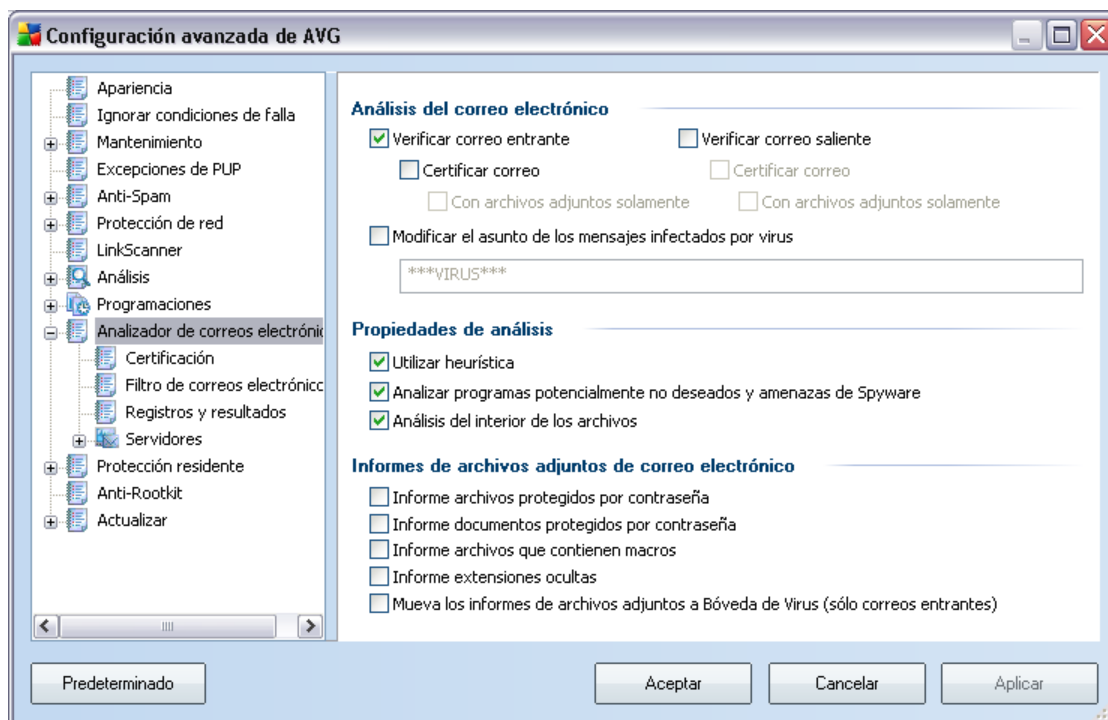 Configuración avanzada de AVG
Apariencia
Ignorar condiciones de falla
Mantenimiento
Excepciones de PUP
Anti-Spam
Protección de red
LinkScanner
Análisis
Programaciones
Analizador de correos electrónic
Certificación
Filtro de correos electrónico
Registros y resultados
Servidores
Protección residente
Anti-Rootkit
Actualizar
Análisis del correo electrónico
Verificar correo entrante Verificar correo saliente
Certificar correo Certificar correo
Con archivos adjuntos solamente Con archivos adjuntos solamente
Modificar el asunto de los mensajes infectados por virus
***VIRUS***
Propiedades de análisis
Utilizar heurística
Analizar programas potencialmente no deseados y amenazas de Spyware
Análisis del interior de los archivos
Informes de archivos adjuntos de correo electrónico
Informe archivos protegidos por contraseña
Informe documentos protegidos por contraseña
Informe archivos que contienen macros
Informe extensiones ocultas
Mueva los informes de archivos adjuntos a Bóveda de Virus (sólo correos entrantes)
Predeterminado Aceptar Cancelar Aplicar